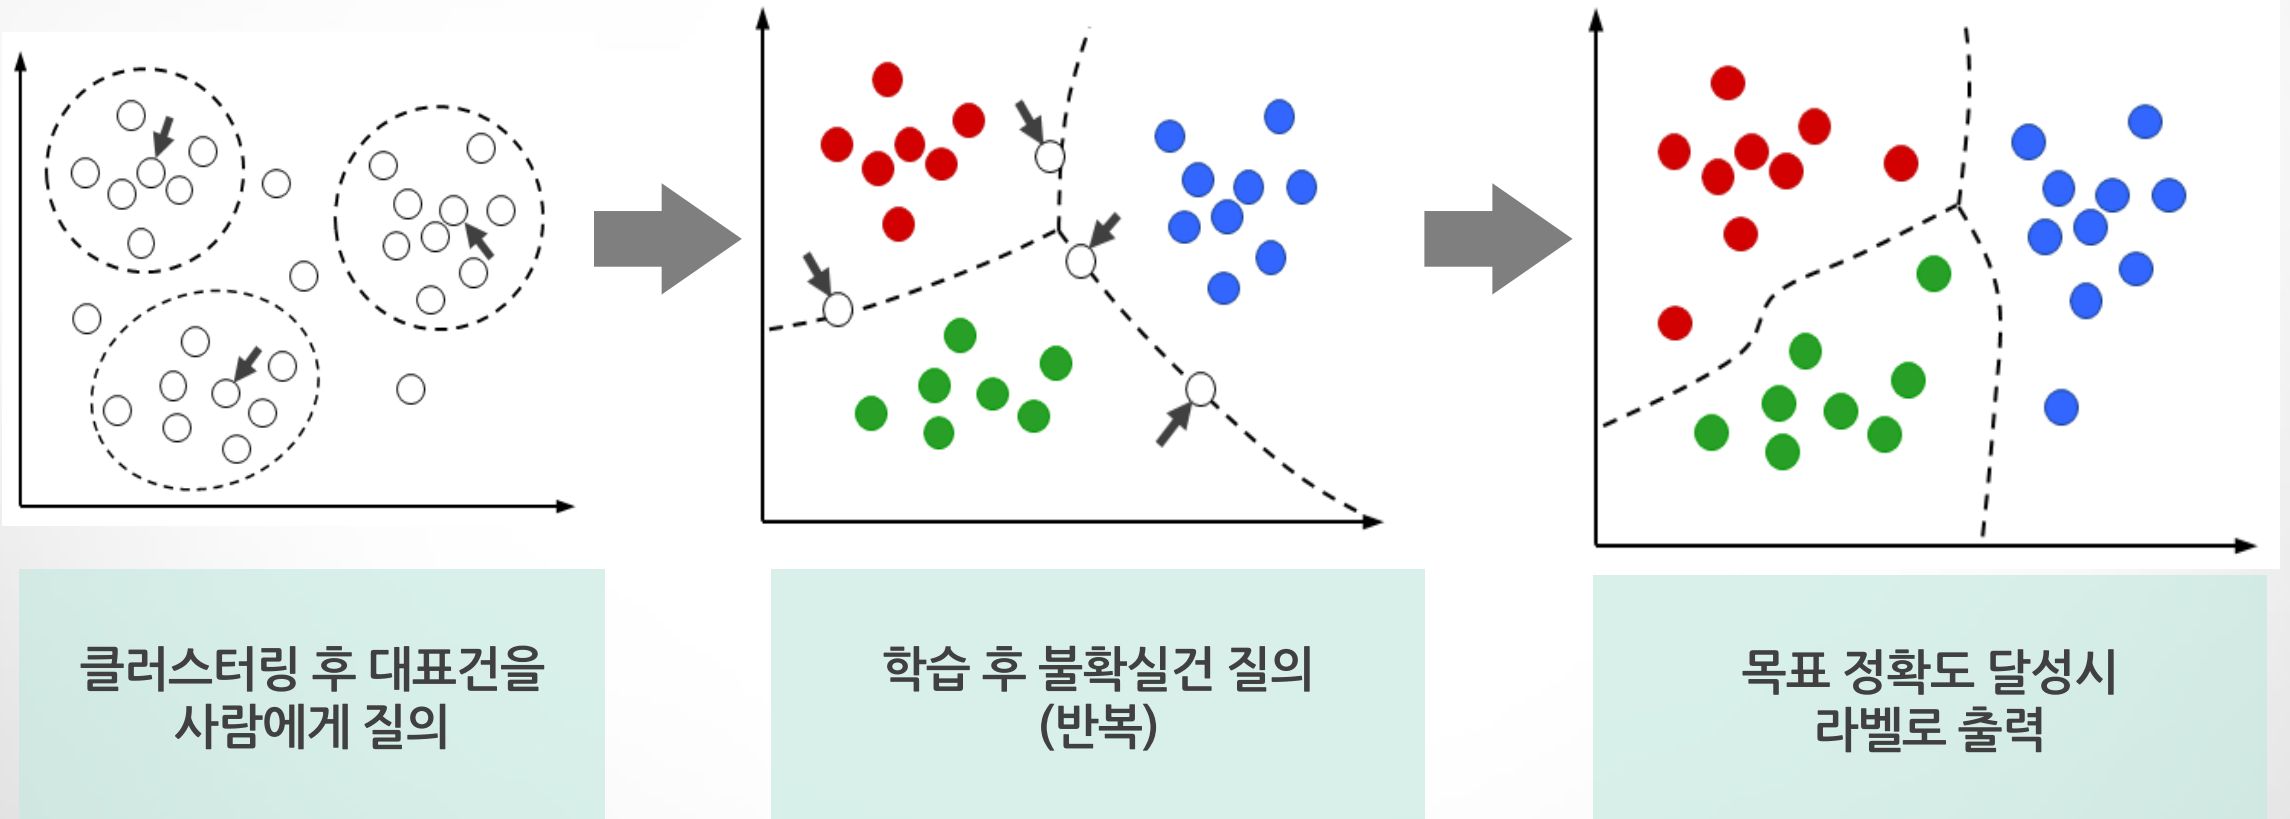 클러스터링 후 대표건을
사람에게 질의
학습 후 불확실건 질의
(반복)
목표 정확도 달성시
라벨로 출력